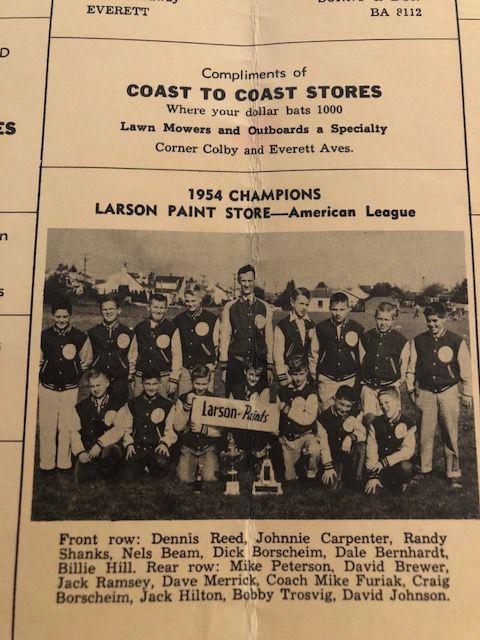 EVERETT
BA 8112
D
ES
n
s
Compliments of
COAST TO COAST STORES
Where your dollar bats 1000
Lawn Mowers and Outboards a Specialty
Corner Colby and Everett Aves.
1954 CHAMPIONS
LARSON PAINT STORE—American League
Larson-Paints
Front row: Dennis Reed, Johnnie Carpenter, Randy
Shanks, Nels Beam, Dick Borscheim, Dale Bernhardt,
Billie Hill. Rear row: Mike Peterson, David Brewer,
Jack Ramsey, Dave Merrick, Coach Mike Furiak, Craig
Borscheim, Jack Hilton, Bobby Trosvig, David Johnson.